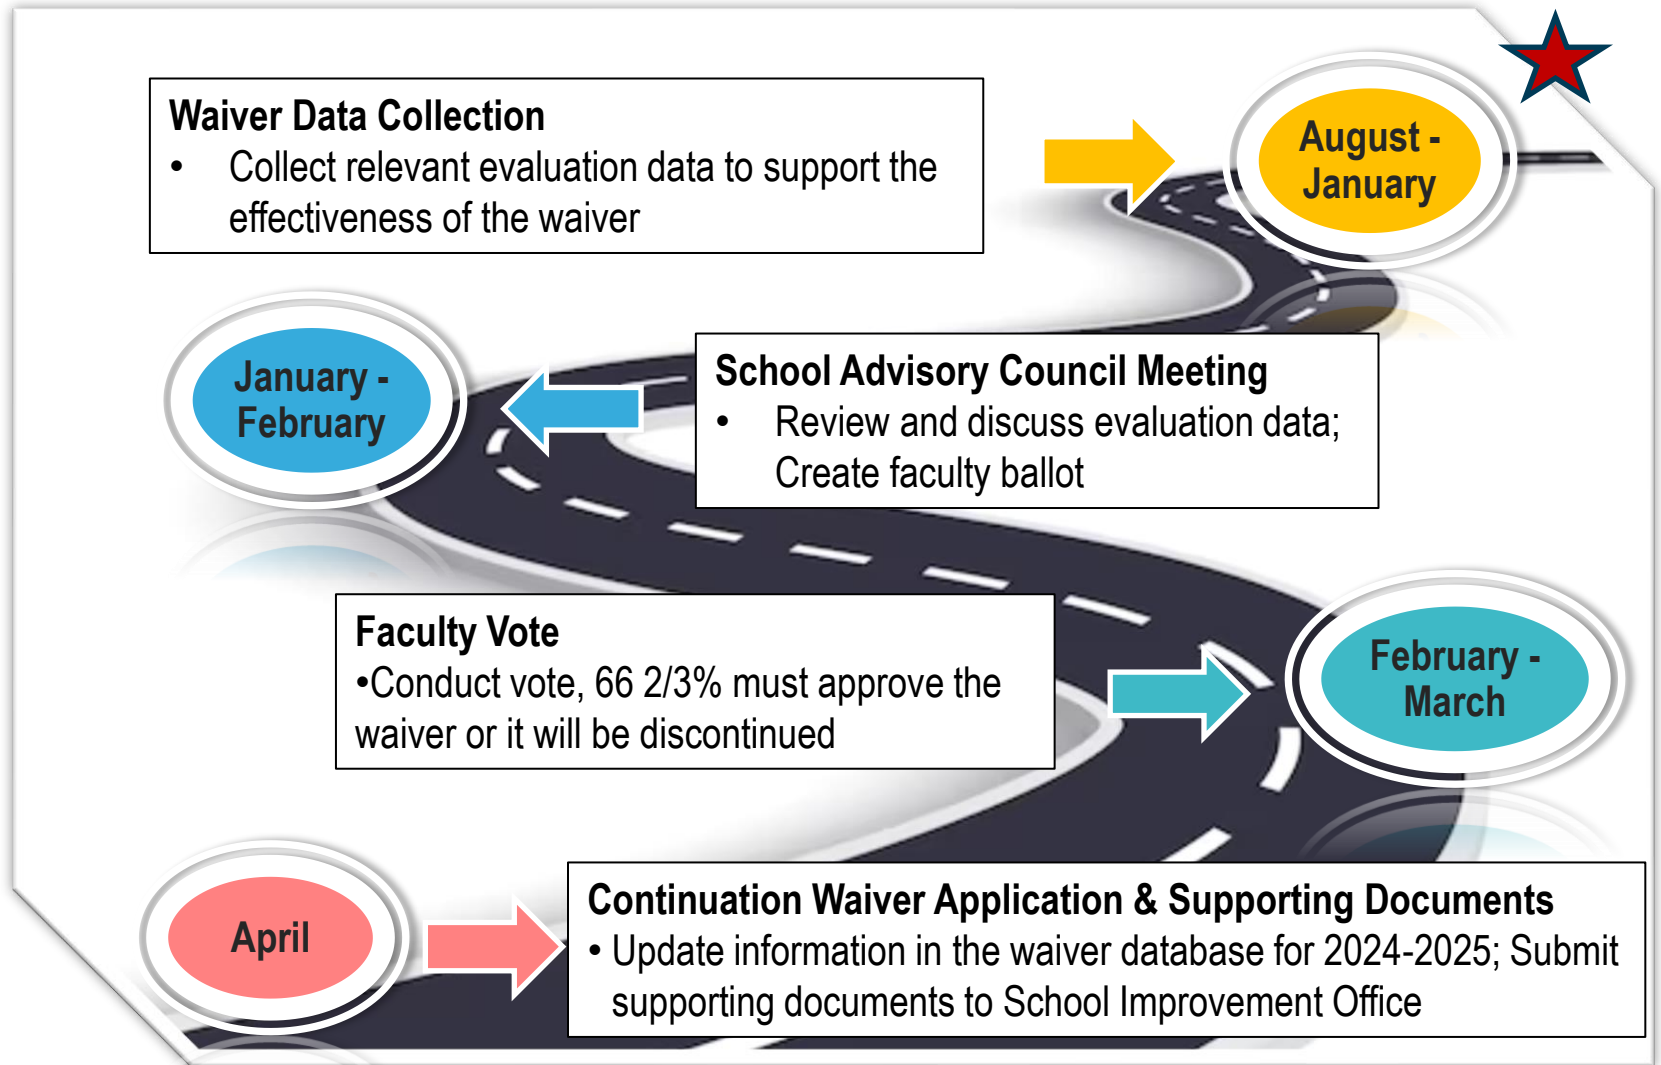 Waiver Data Collection
• Collect relevant evaluation data to support the
effectiveness of the waiver
August -
January
January -
February
School Advisory Council Meeting
• Review and discuss evaluation data;
Create faculty ballot
Faculty Vote
•Conduct vote, 66 2/3% must approve the
waiver or it will be discontinued
February -
March
April
Continuation Waiver Application & Supporting Documents
• Update information in the waiver database for 2024-2025; Submit
supporting documents to School Improvement Office